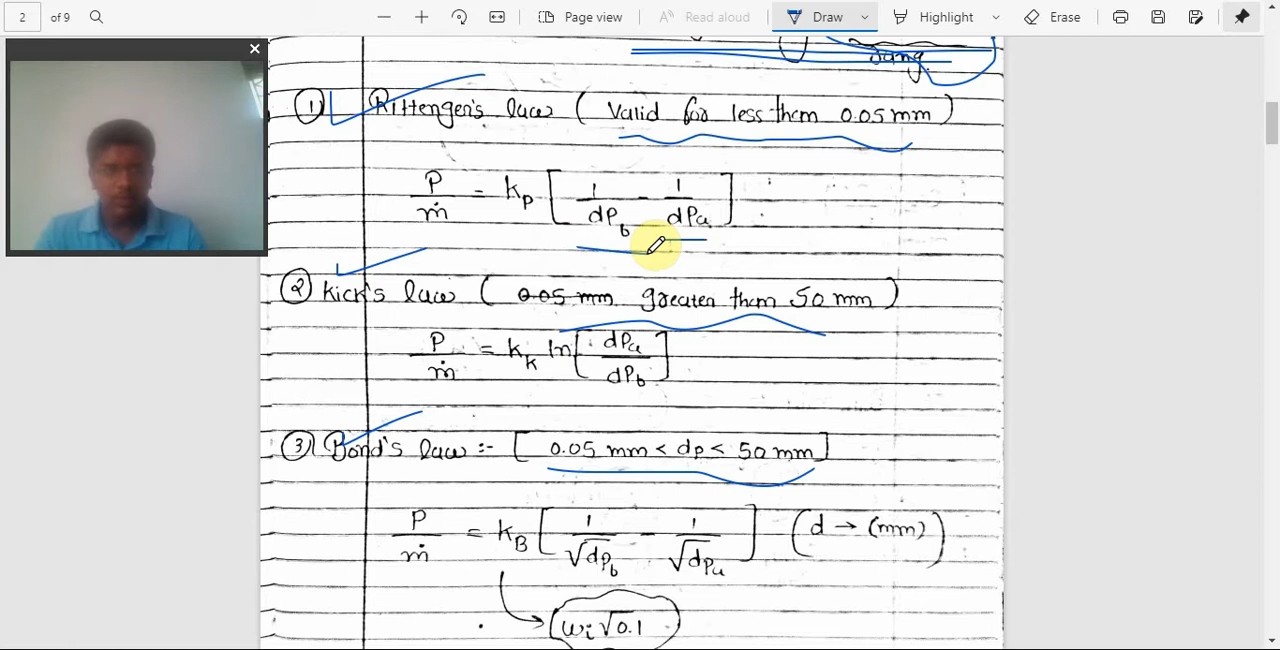 2 of 9 Page view Read aloud Draw Highlight Erase
① Rittenger's law ( Valid for less them 0.05 mm )
P/ṁ = kp [ 1/dPb - 1/dPa ]
② kick's law ( 0.05 mm greater them 50 mm )
P/ṁ = kk ln [ dPa/dPb ]
③ Bond's law :- [ 0.05 mm < dp < 50 mm ]
P/ṁ = kB [ 1/√dPb - 1/√dPa ] ( d → (mm) )
wi √0.1